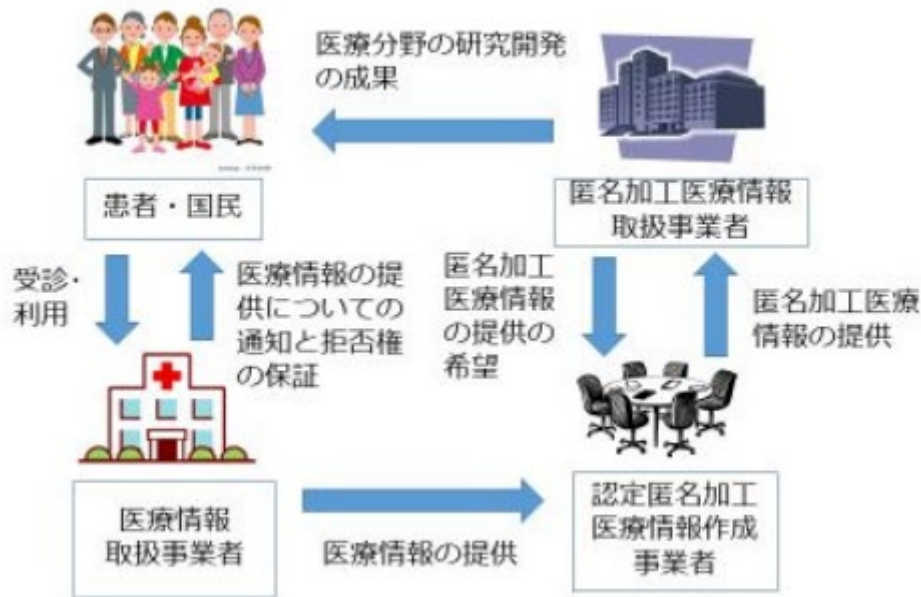 医療分野の研究開発
の成果
患者・国民
匿名加工医療情報
取扱事業者
受診・
利用
医療情報の提
供についての
通知と拒否権
の保証
匿名加工
医療情報
の提供の
希望
匿名加工医療
情報の提供
医療情報
取扱事業者
医療情報の提供
認定匿名加工
医療情報作成
事業者